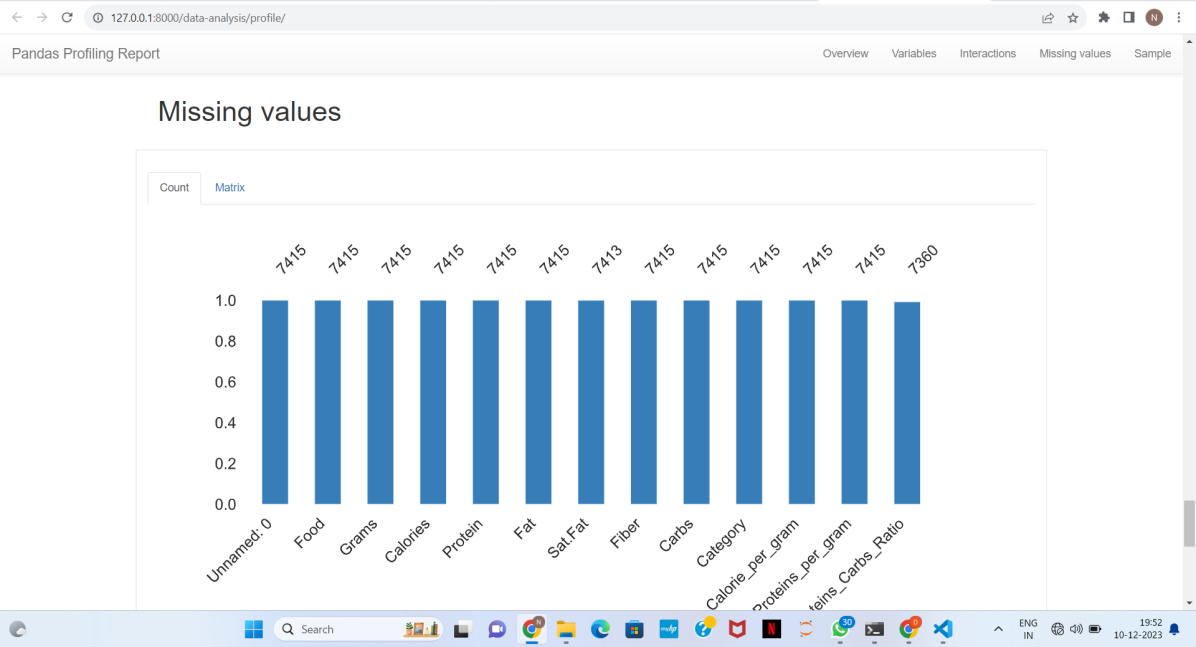 127.0.0.1:8000/data-analysis/profile/
N
Pandas Profiling Report
Overview Variables Interactions Missing values Sample
Missing values
Count Matrix
7415 7415 7415 7415 7415 7415 7413 7415 7415 7415 7415 7415 7360
1.0
0.8
0.6
0.4
0.2
0.0
Unnamed: 0 Food Grams Calories Protein Fat Sat.Fat Fiber Carbs Category Calorie_per_gram Proteins_per_gram teins_Carbs_Ratio
Search
N
?
N
30
0
ENG
IN
19:52
10-12-2023